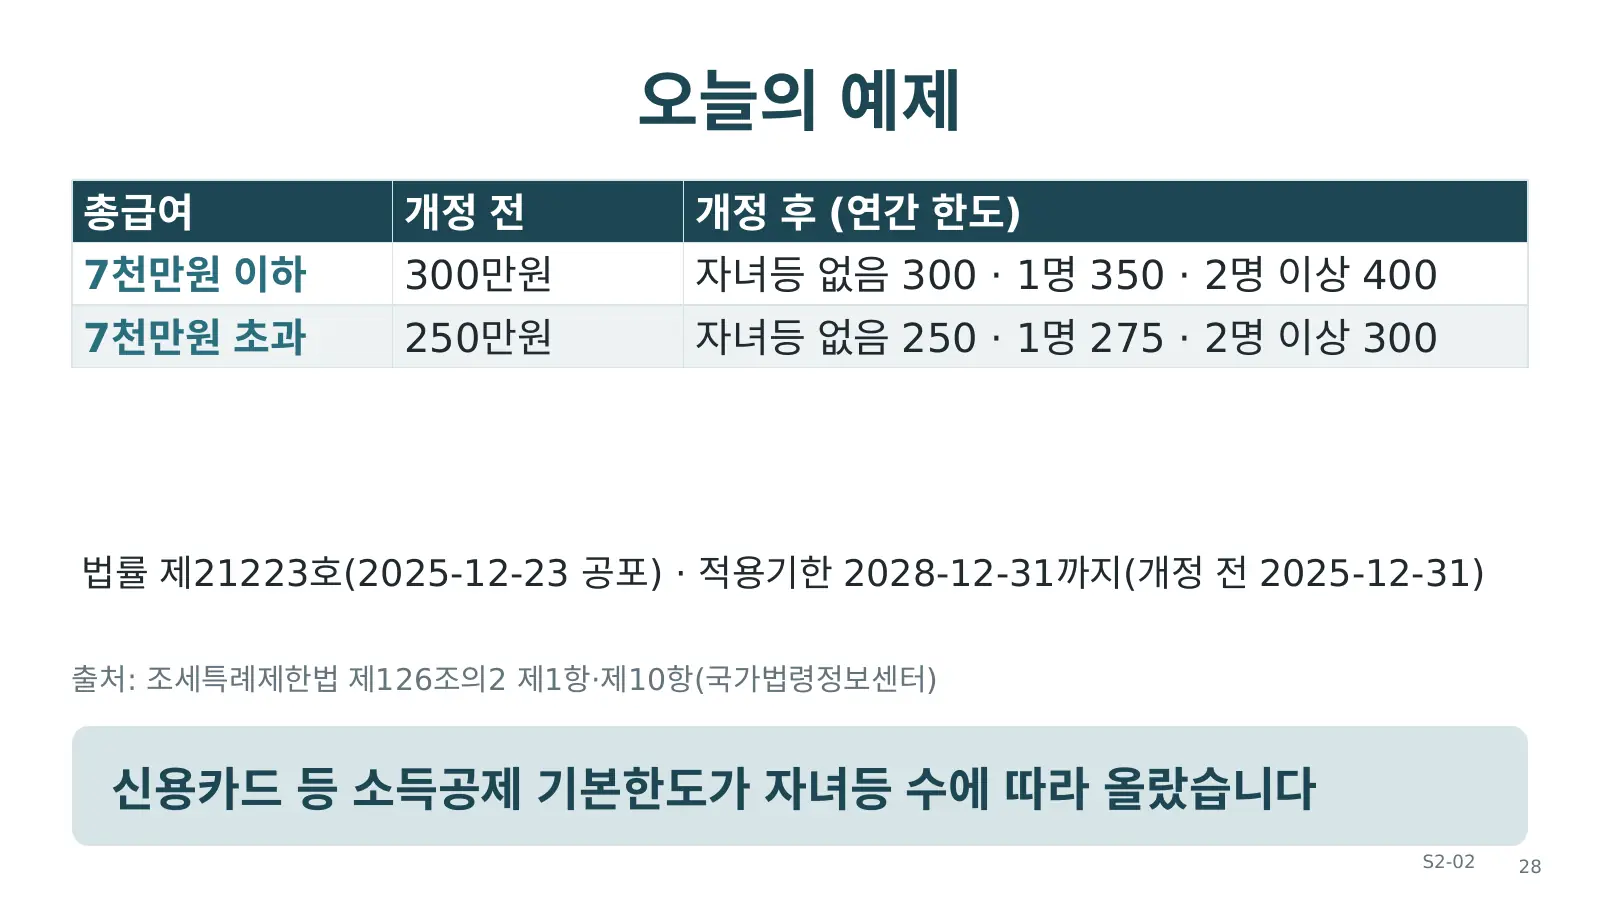 오늘의 예제
총급여 개정 전 개정 후 (연간 한도)
7천만원 이하 300만원 자녀등 없음 300 · 1명 350 · 2명 이상 400
7천만원 초과 250만원 자녀등 없음 250 · 1명 275 · 2명 이상 300
법률 제21223호(2025-12-23 공포) · 적용기한 2028-12-31까지(개정 전 2025-12-31)
출처: 조세특례제한법 제126조의2 제1항·제10항(국가법령정보센터)
신용카드 등 소득공제 기본한도가 자녀등 수에 따라 올랐습니다
S2-02 28